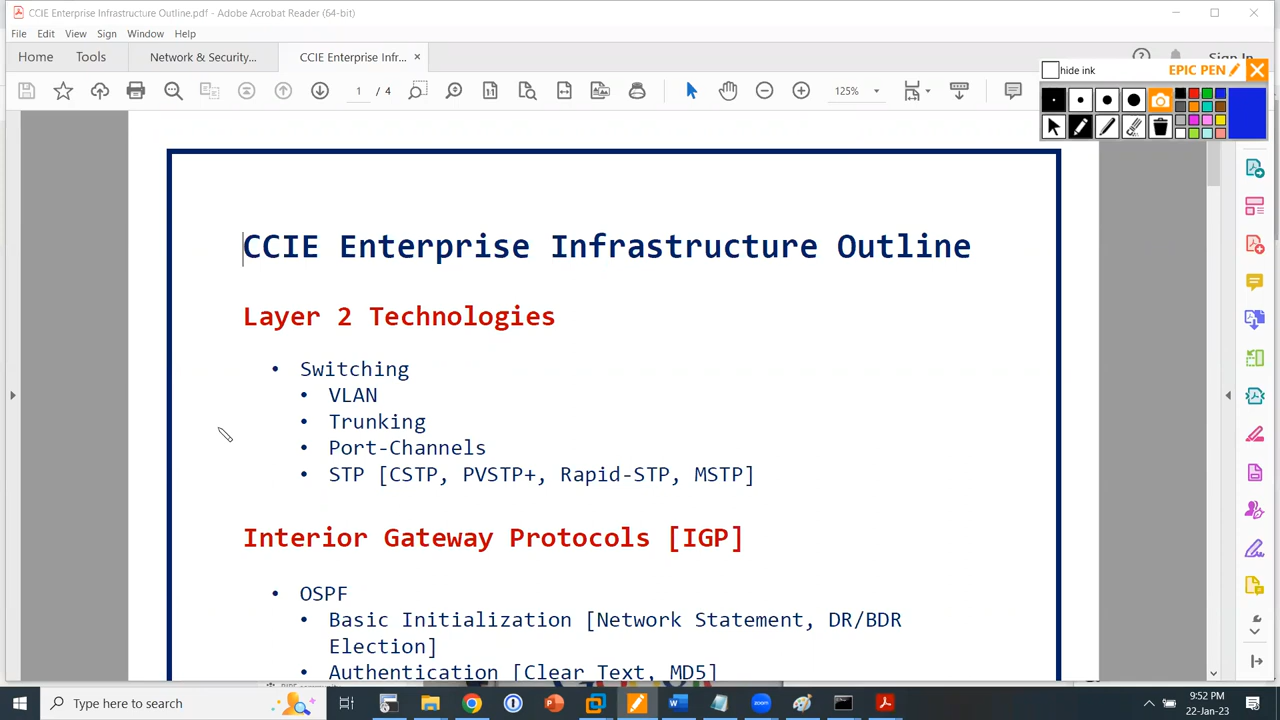 CCIE Enterprise Infrastructure Outline.pdf - Adobe Acrobat Reader (64-bit)
File Edit View Sign Window Help
Home Tools Network & Security... CCIE Enterprise Infr... ×
Sign In
1 / 4 125%
hide ink EPIC PEN
CCIE Enterprise Infrastructure Outline
Layer 2 Technologies
• Switching
• VLAN
• Trunking
• Port-Channels
• STP [CSTP, PVSTP+, Rapid-STP, MSTP]
Interior Gateway Protocols [IGP]
• OSPF
• Basic Initialization [Network Statement, DR/BDR
Election]
• Authentication [Clear Text, MD5]
Type here to search
9:52 PM
22-Jan-23